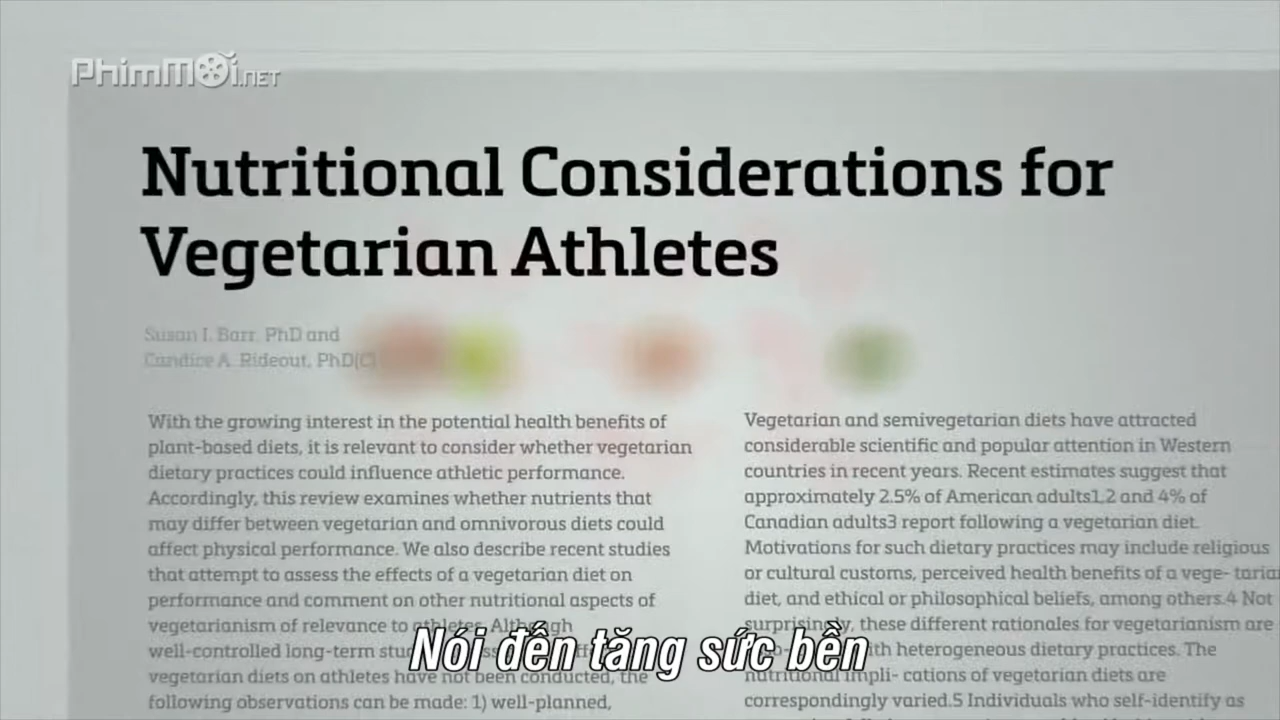 PhimMới.NET
Nutritional Considerations for
Vegetarian Athletes
Susan I. Barr, PhD and
Candice A. Rideout, PhD(C)
With the growing interest in the potential health benefits of
plant-based diets, it is relevant to consider whether vegetarian
dietary practices could influence athletic performance.
Accordingly, this review examines whether nutrients that
may differ between vegetarian and omnivorous diets could
affect physical performance. We also describe recent studies
that attempt to assess the effects of a vegetarian diet on
performance and comment on other nutritional aspects of
vegetarianism of relevance to athletes. Although
well-controlled long-term
vegetarian diets on athletes have not been conducted, the
following observations can be made: 1) well-planned,
Vegetarian and semivegetarian diets have attracted
considerable scientific and popular attention in Western
countries in recent years. Recent estimates suggest that
approximately 2.5% of American adults1,2 and 4% of
Canadian adults3 report following a vegetarian diet.
Motivations for such dietary practices may include religious
or cultural customs, perceived health benefits of a vege- tarian
diet, and ethical or philosophical beliefs, among others.4 Not
surprisingly, these different rationales for vegetarianism are
heterogeneous dietary practices. The
nutritional impli- cations of vegetarian diets are
correspondingly varied.5 Individuals who self-identify as
Nói đến tăng sức bền